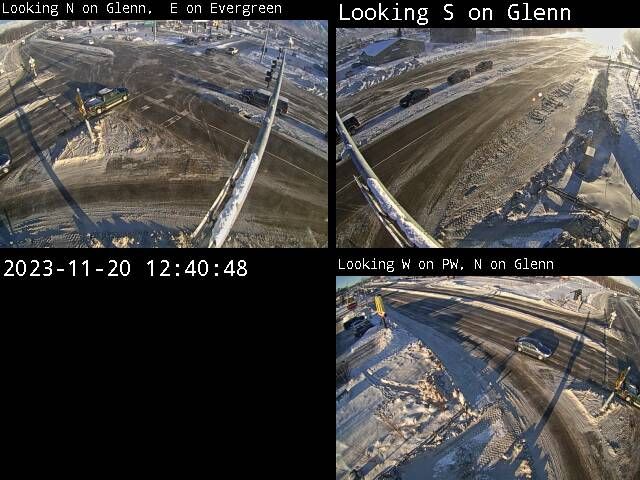 Looking N on Glenn,  E on Evergreen
Looking S on Glenn
2023-11-20 12:40:48
Looking W on PW, N on Glenn